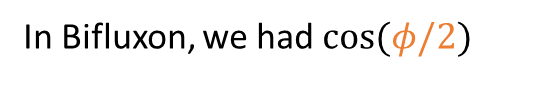 In Bifluxon, we had cos(𝜙/2)